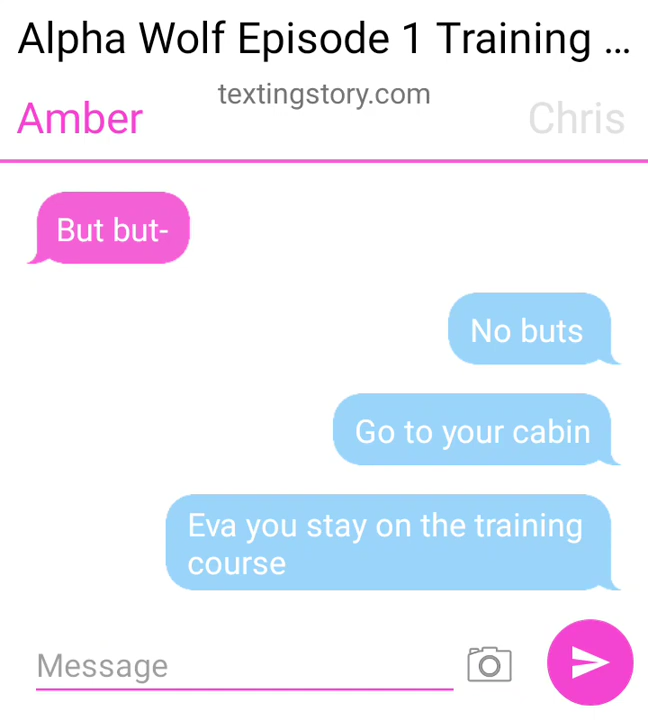 Alpha Wolf Episode 1 Training ...
textingstory.com
Amber
Chris
But but-
No buts
Go to your cabin
Eva you stay on the training
course
Message